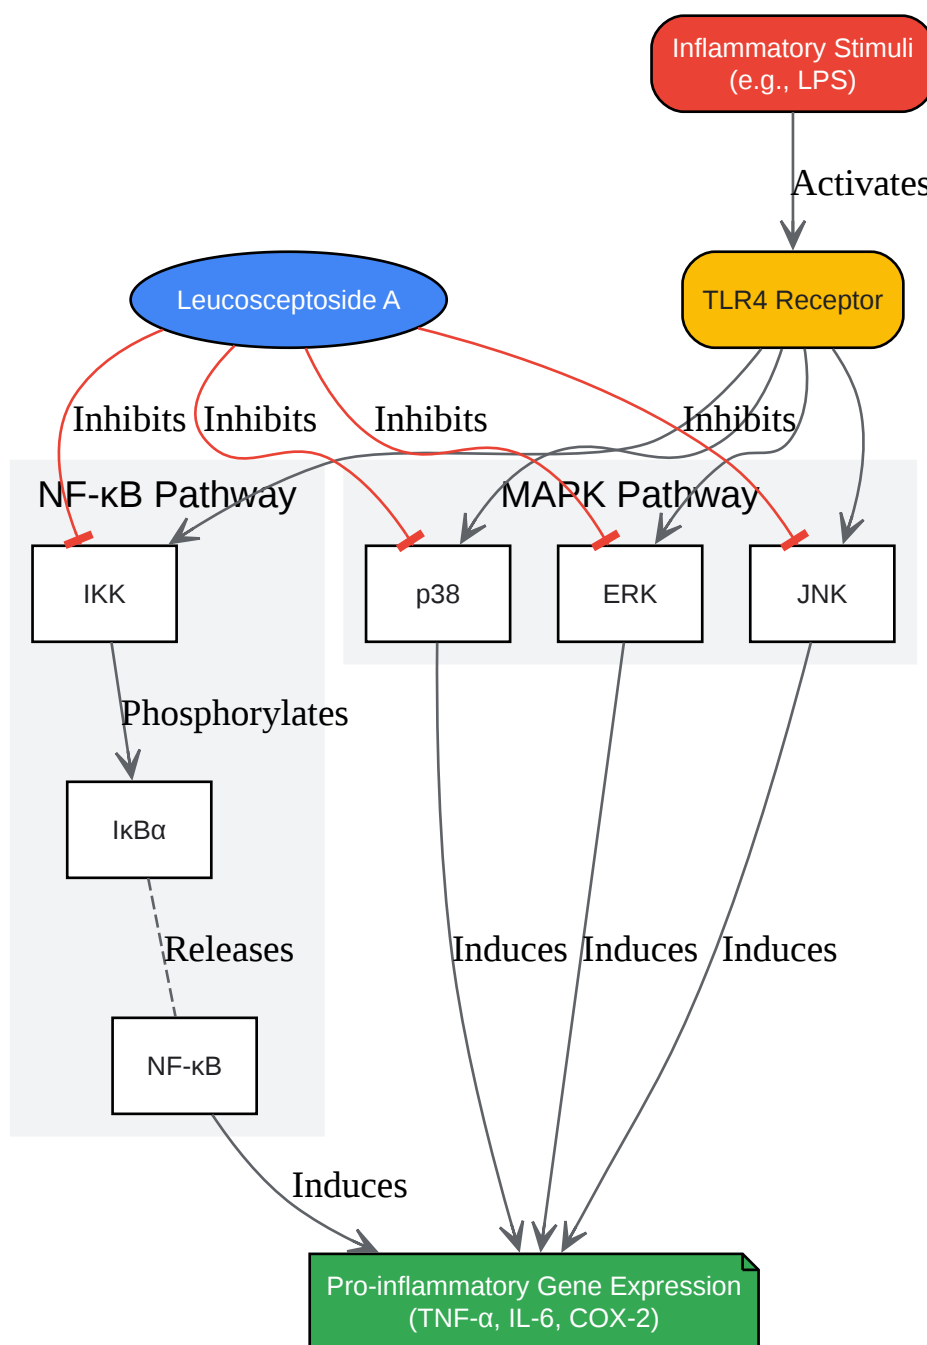 Inflammatory Stimuli
(e.g., LPS)
Activates
Leucosceptoside A
TLR4 Receptor
Inhibits
Inhibits
Inhibits
Inhibits
NF-κB Pathway
MAPK Pathway
IKK
p38
ERK
JNK
Phosphorylates
IκBα
Releases
Induces
Induces
Induces
NF-κB
Induces
Pro-inflammatory Gene Expression
(TNF-α, IL-6, COX-2)